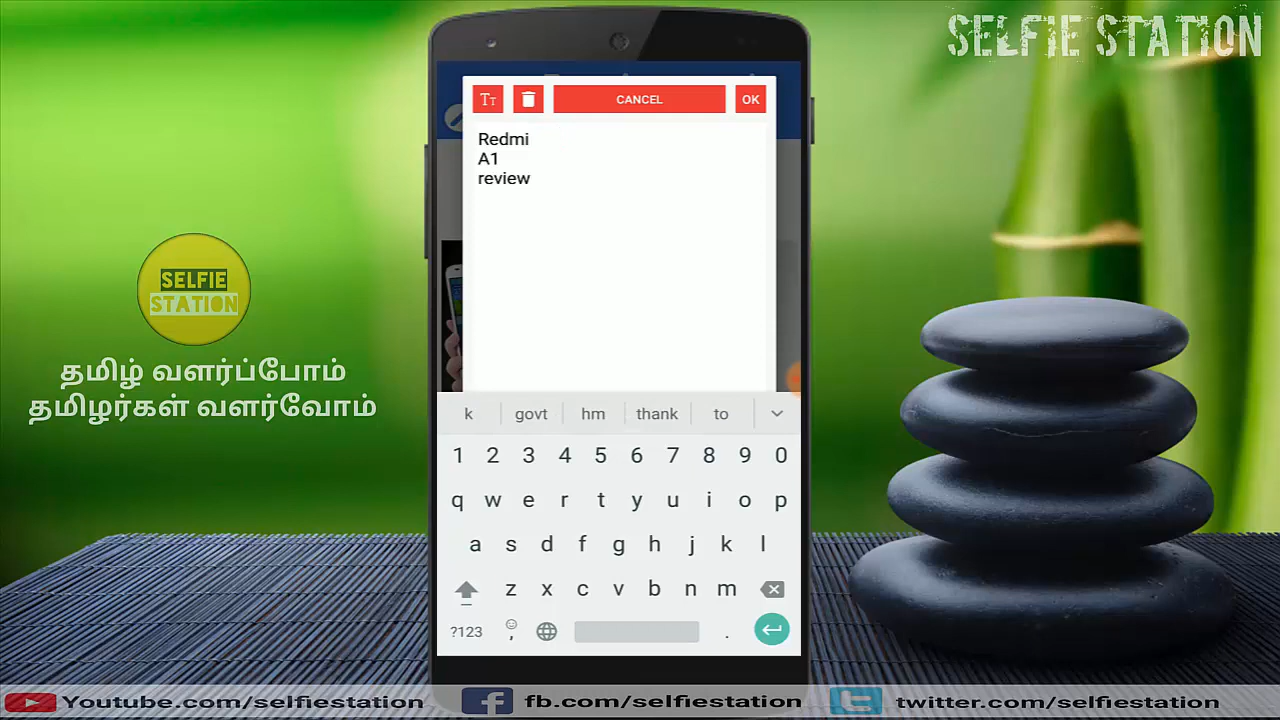 SELFIE STATION
Tт
CANCEL
OK
Redmi
A1
review
SELFIE
STATION
தமிழ் வளர்ப்போம்
தமிழர்கள் வளர்வோம்
k govt hm thank to
1 2 3 4 5 6 7 8 9 0
q w e r t y u i o p
a s d f g h j k l
z x c v b n m
?123 , .
Youtube.com/selfiestation
fb.com/selfiestation
twitter.com/selfiestation